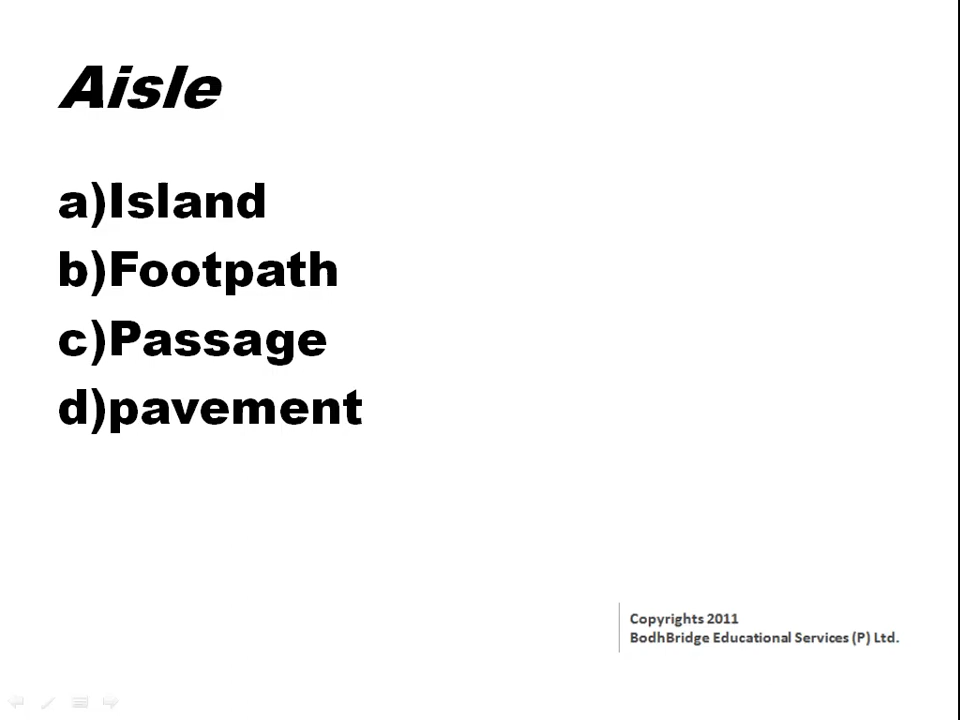 Aisle
a)Island
b)Footpath
c)Passage
d)pavement
Copyrights 2011
BodhBridge Educational Services (P) Ltd.